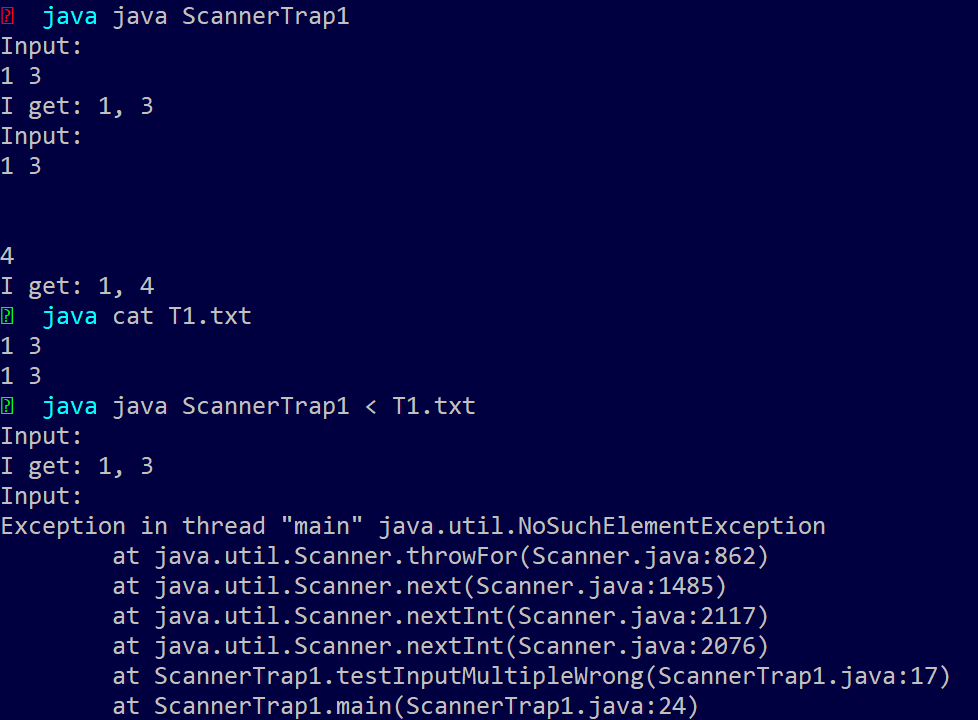 java java ScannerTrap1
Input:
1 3
I get: 1, 3
Input:
1 3
4
I get: 1, 4
java cat T1.txt
1 3
1 3
java java ScannerTrap1 < T1.txt
Input:
I get: 1, 3
Input:
Exception in thread "main" java.util.NoSuchElementException
at java.util.Scanner.throwFor(Scanner.java:862)
at java.util.Scanner.next(Scanner.java:1485)
at java.util.Scanner.nextInt(Scanner.java:2117)
at java.util.Scanner.nextInt(Scanner.java:2076)
at ScannerTrap1.testInputMultipleWrong(ScannerTrap1.java:17)
at ScannerTrap1.main(ScannerTrap1.java:24)